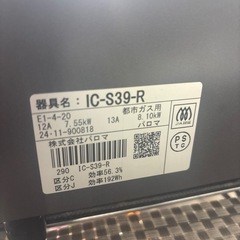 器具名: IC-S39-R
E1-4-20 都市ガス用
12A 7.55kW 13A 8.10kW
24-11-900818 パロマ
株式会社パロマ
290 IC-S39-R
区分C 効率56.3%
区分J 効率192Wh
JIA
PS
TG